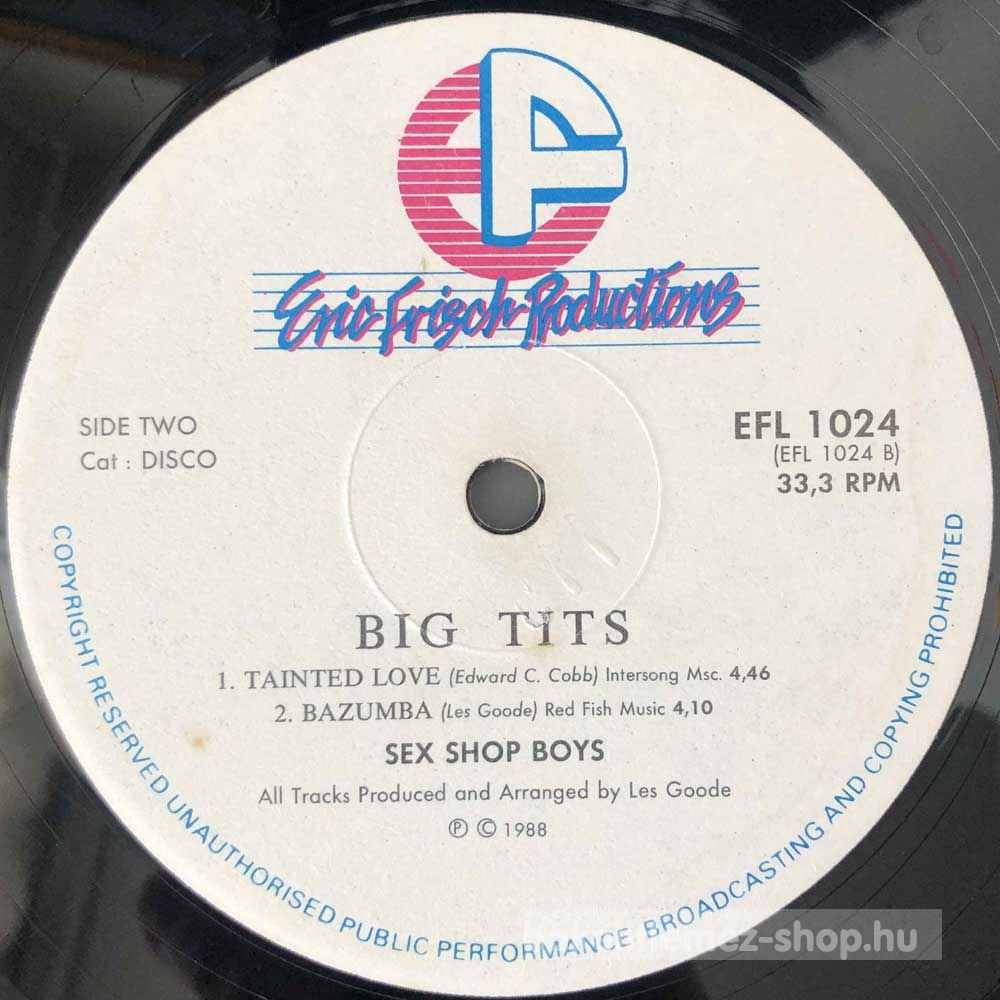 Eric Frisch Productions
SIDE TWO
Cat : DISCO
EFL 1024
(EFL 1024 B)
33,3 RPM
BIG TITS
1. TAINTED LOVE (Edward C. Cobb) Intersong Msc. 4,46
2. BAZUMBA (Les Goode) Red Fish Music 4,10
SEX SHOP BOYS
All Tracks Produced and Arranged by Les Goode
℗ © 1988
COPYRIGHT RESERVED UNAUTHORISED PUBLIC PERFORMANCE BROADCASTING AND COPYING PROHIBITED